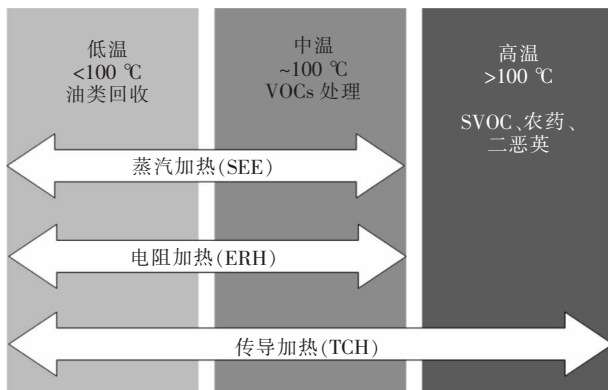 低温
<100 ℃
油类回收
中温
~100 ℃
VOCs 处理
高温
>100 ℃
SVOC、农药、
二恶英
蒸汽加热(SEE)
电阻加热(ERH)
传导加热(TCH)